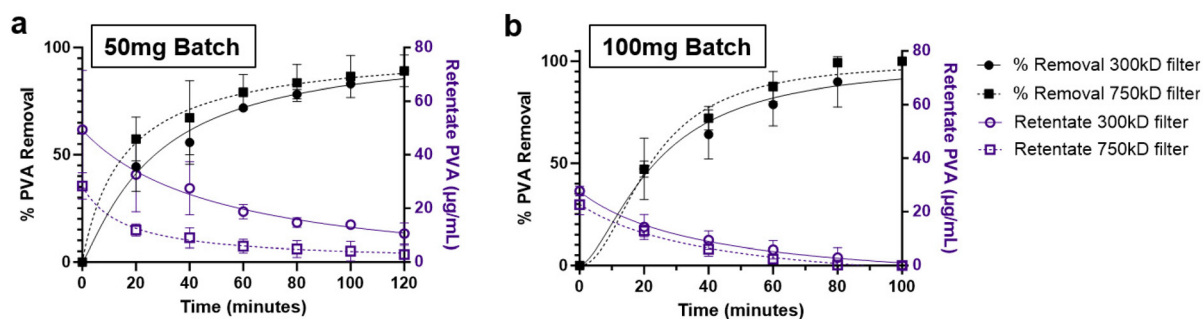 a
50mg Batch
% PVA Removal
100
50
0
80
60
40
20
0
Retentate PVA (µg/mL)
0 20 40 60 80 100 120
Time (minutes)
b
100mg Batch
% PVA Removal
100
50
0
80
60
40
20
0
Retentate PVA (µg/mL)
0 20 40 60 80 100
Time (minutes)
% Removal 300kD filter
% Removal 750kD filter
Retentate 300kD filter
Retentate 750kD filter